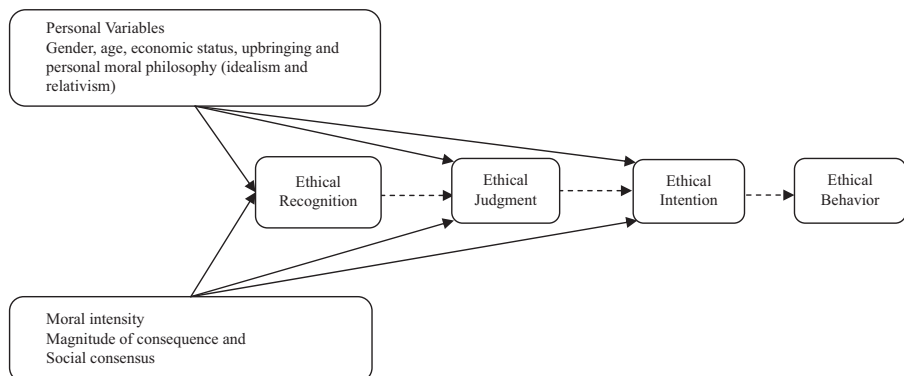 Personal Variables
Gender, age, economic status, upbringing and
personal moral philosophy (idealism and
relativism)
Ethical
Recognition
Ethical
Judgment
Ethical
Intention
Ethical
Behavior
Moral intensity
Magnitude of consequence and
Social consensus